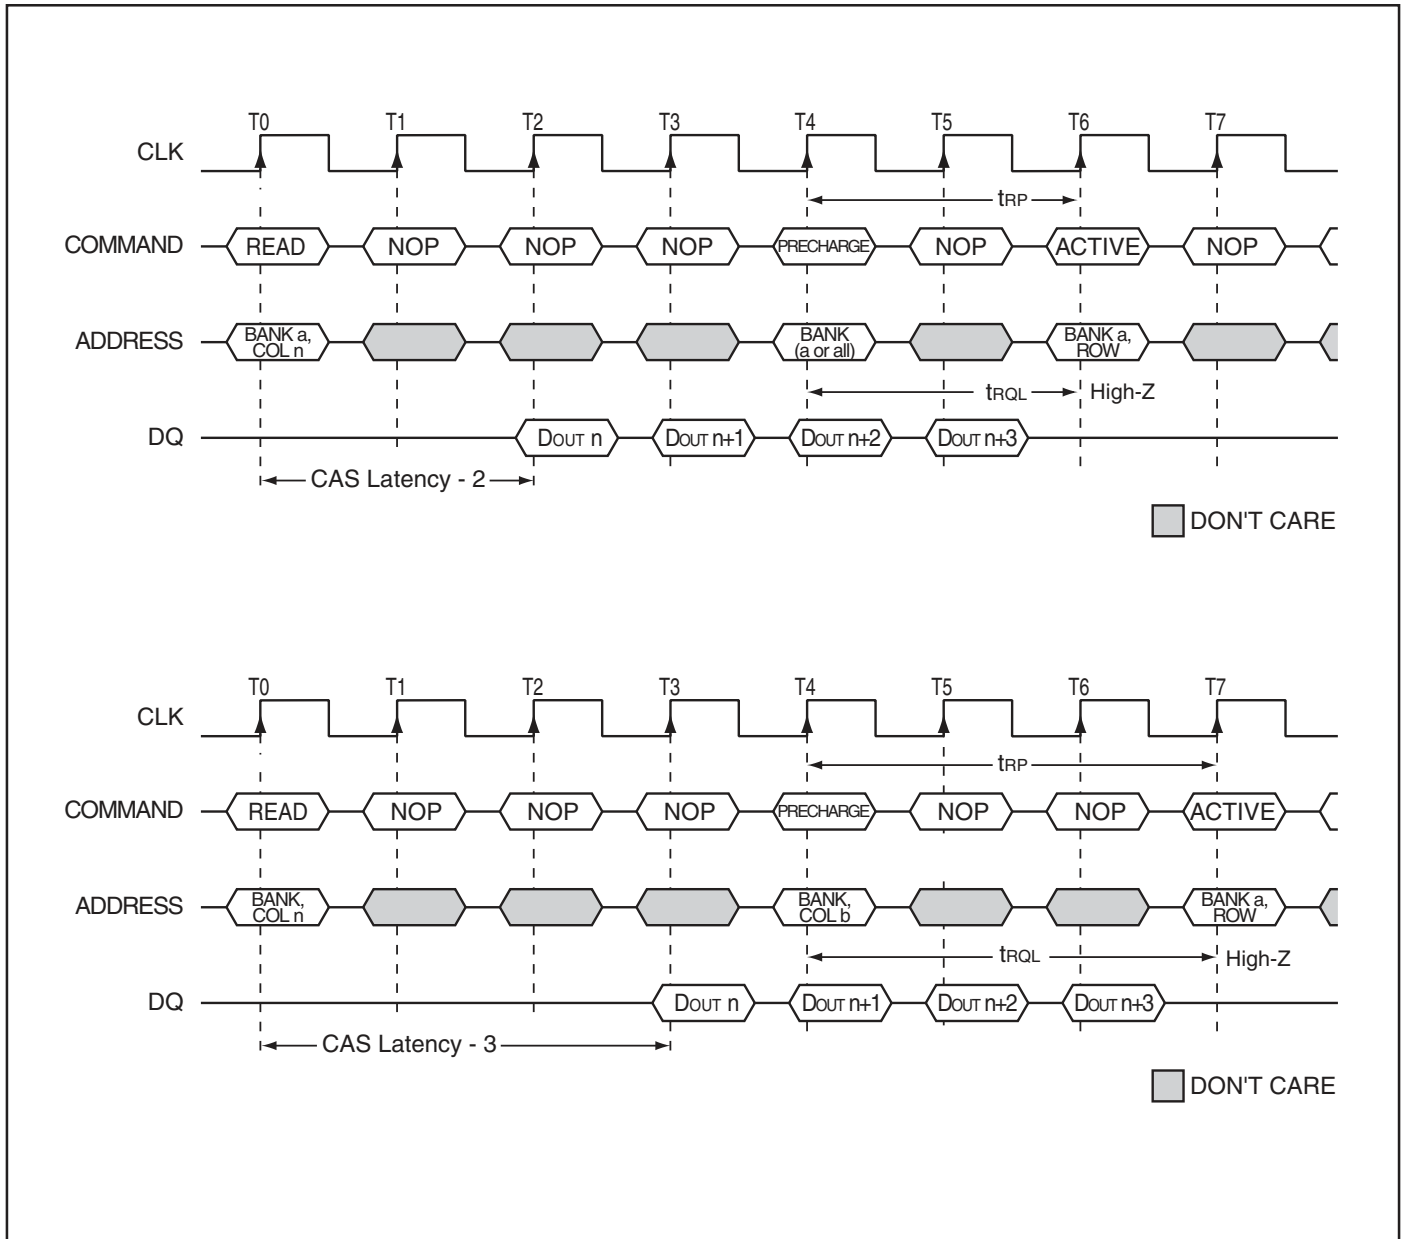 T0 T1 T2 T3 T4 T5 T6 T7
CLK
tRP
COMMAND READ NOP NOP NOP PRECHARGE NOP ACTIVE NOP
ADDRESS BANK a, COL n BANK (a or all) BANK a, ROW
tRQL High-Z
DQ DOUT n DOUT n+1 DOUT n+2 DOUT n+3
CAS Latency - 2
DON'T CARE
T0 T1 T2 T3 T4 T5 T6 T7
CLK
tRP
COMMAND READ NOP NOP NOP PRECHARGE NOP NOP ACTIVE
ADDRESS BANK, COL n BANK, COL b BANK a, ROW
tRQL High-Z
DQ DOUT n DOUT n+1 DOUT n+2 DOUT n+3
CAS Latency - 3
DON'T CARE